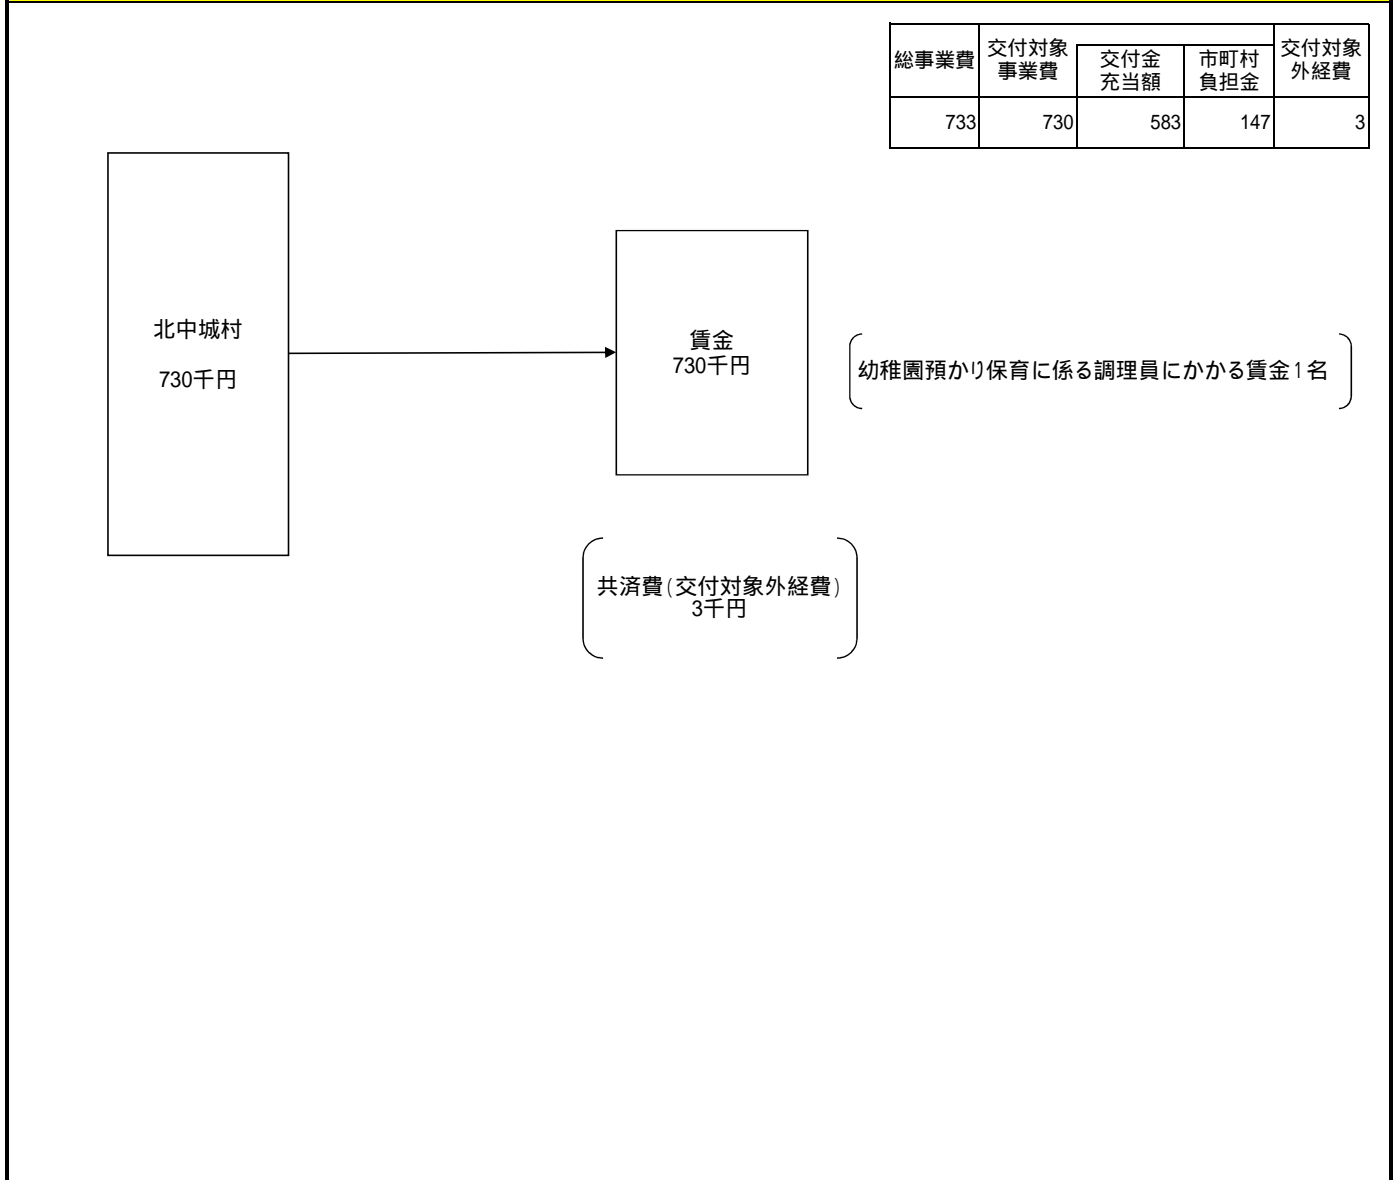 総事業費
交付対象
事業費
交付金
充当額
市町村
負担金
交付対象
外経費
733 730 583 147 3
北中城村
730千円
賃金
730千円
幼稚園預かり保育に係る調理員にかかる賃金1名
共済費(交付対象外経費)
3千円